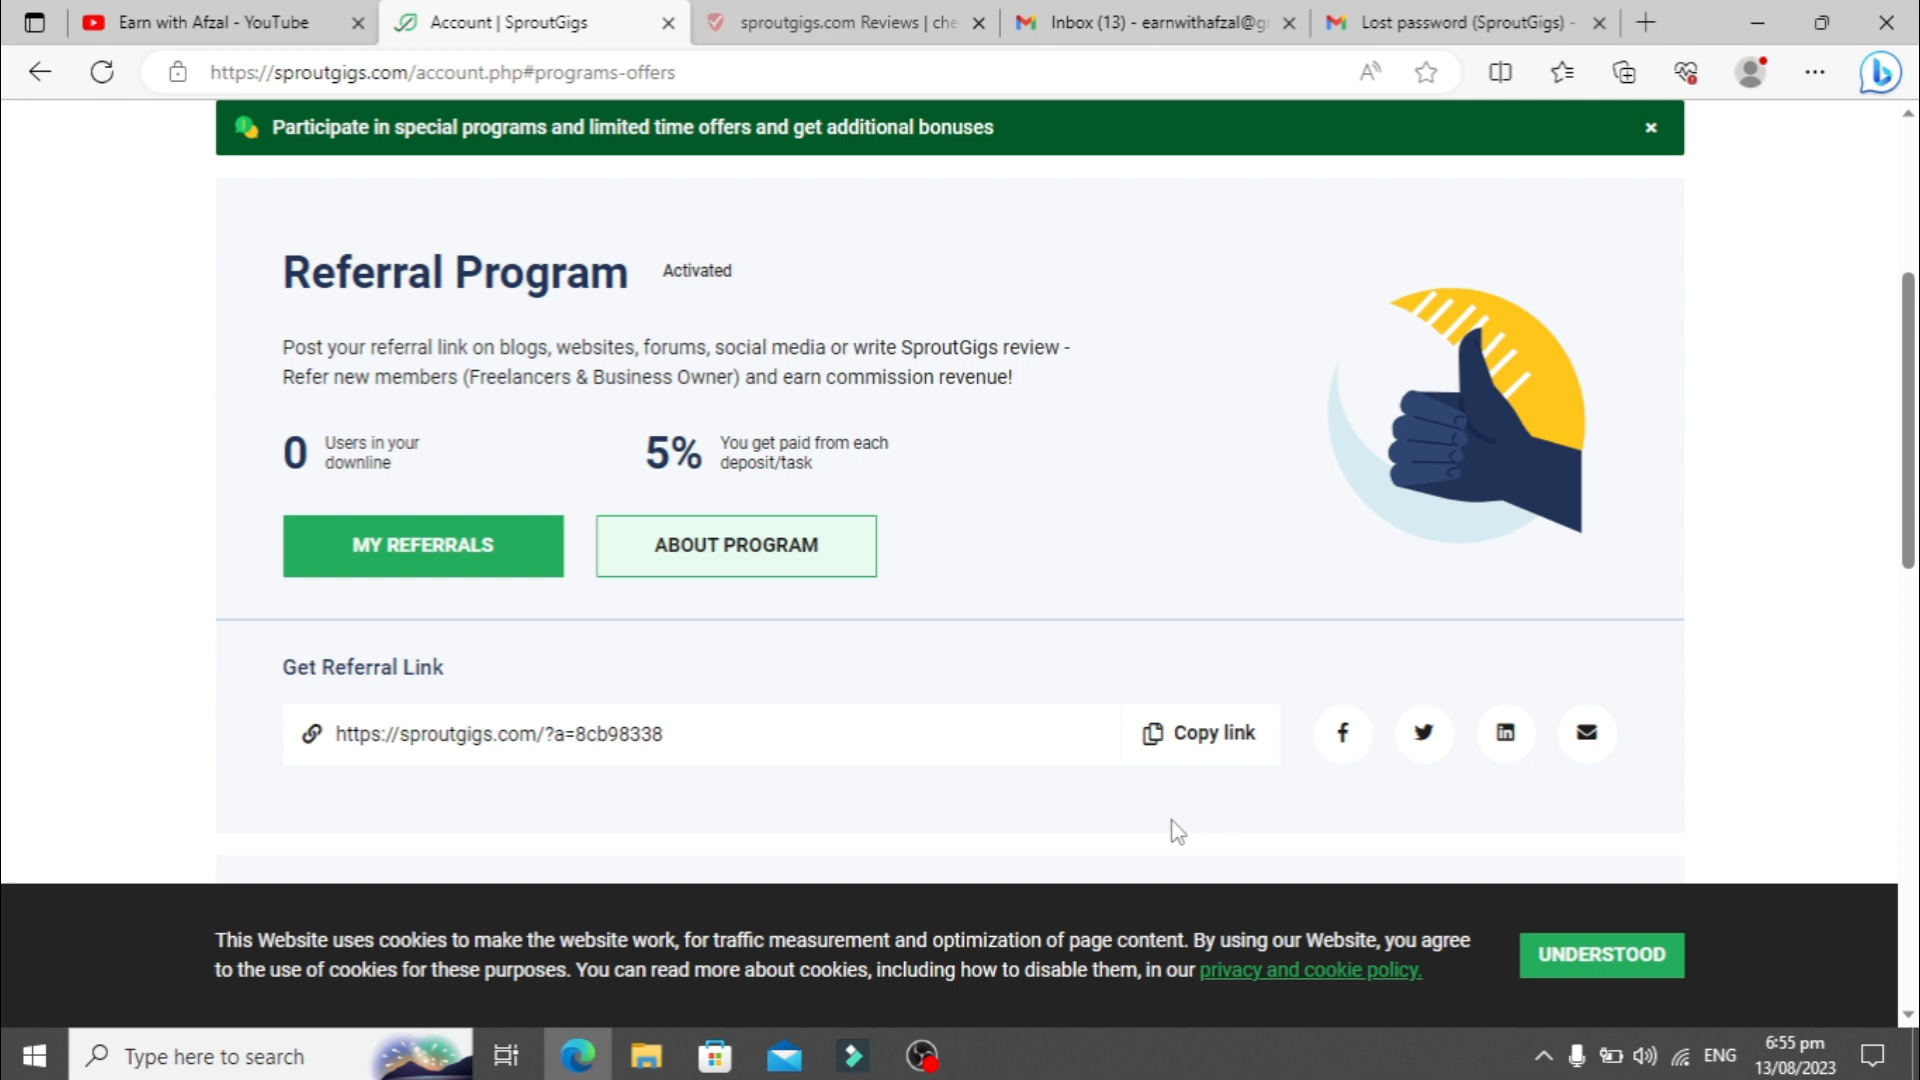 Earn with Afzal - YouTube
Account | SproutGigs
sproutgigs.com Reviews | che
Inbox (13) - earnwithafzal@g
Lost password (SproutGigs) -
https://sproutgigs.com/account.php#programs-offers
Participate in special programs and limited time offers and get additional bonuses
Referral Program
Activated
Post your referral link on blogs, websites, forums, social media or write SproutGigs review -
Refer new members (Freelancers & Business Owner) and earn commission revenue!
0
Users in your
downline
5%
You get paid from each
deposit/task
MY REFERRALS
ABOUT PROGRAM
Get Referral Link
https://sproutgigs.com/?a=8cb98338
Copy link
This Website uses cookies to make the website work, for traffic measurement and optimization of page content. By using our Website, you agree
to the use of cookies for these purposes. You can read more about cookies, including how to disable them, in our privacy and cookie policy.
UNDERSTOOD
Type here to search
ENG
6:55 pm
13/08/2023